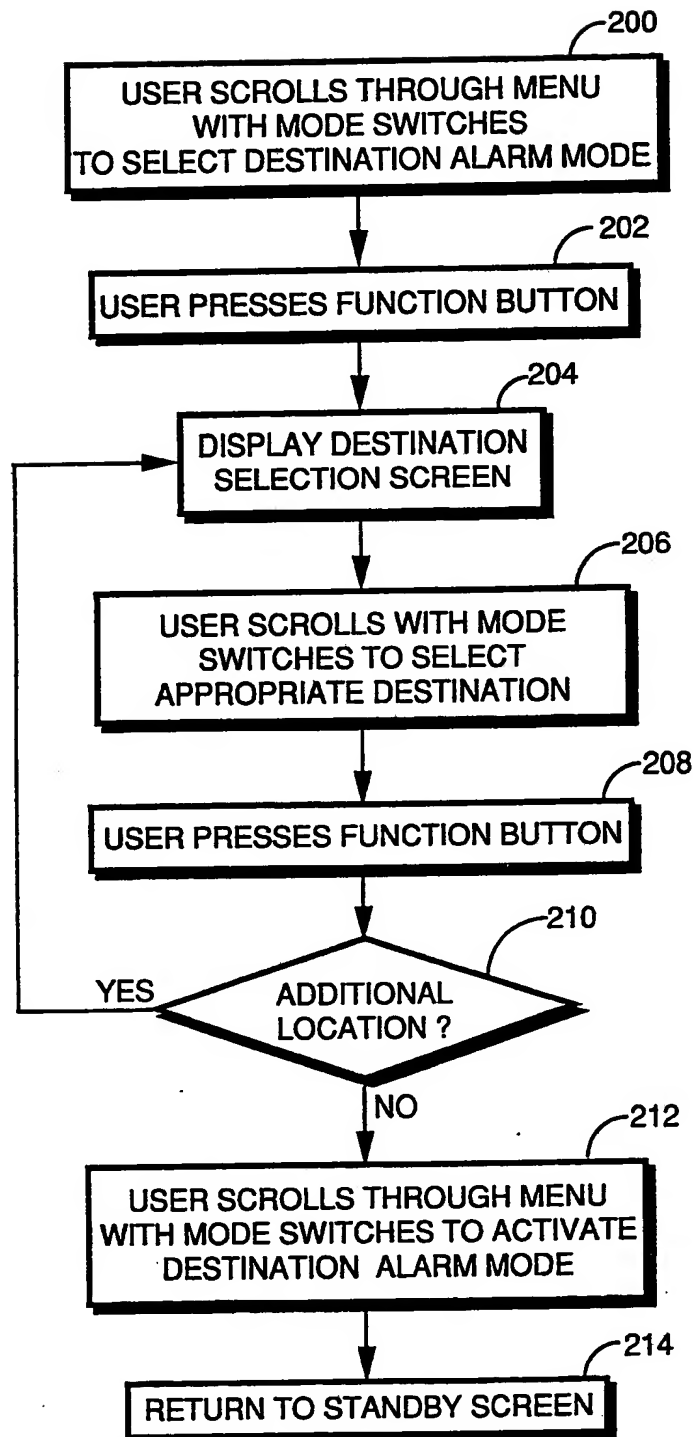 200
USER SCROLLS THROUGH MENU
WITH MODE SWITCHES
TO SELECT DESTINATION ALARM MODE
202
USER PRESSES FUNCTION BUTTON
204
DISPLAY DESTINATION
SELECTION SCREEN
206
USER SCROLLS WITH MODE
SWITCHES TO SELECT
APPROPRIATE DESTINATION
208
USER PRESSES FUNCTION BUTTON
210
YES
ADDITIONAL
LOCATION ?
NO
212
USER SCROLLS THROUGH MENU
WITH MODE SWITCHES TO ACTIVATE
DESTINATION ALARM MODE
214
RETURN TO STANDBY SCREEN